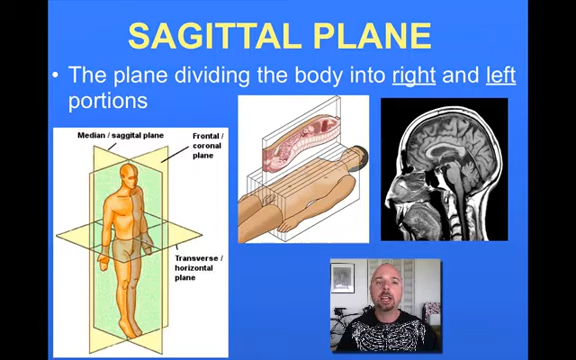 SAGITTAL PLANE
• The plane dividing the body into right and left
portions
Median / saggital plane
Frontal /
coronal
plane
Transverse /
horizontal
plane